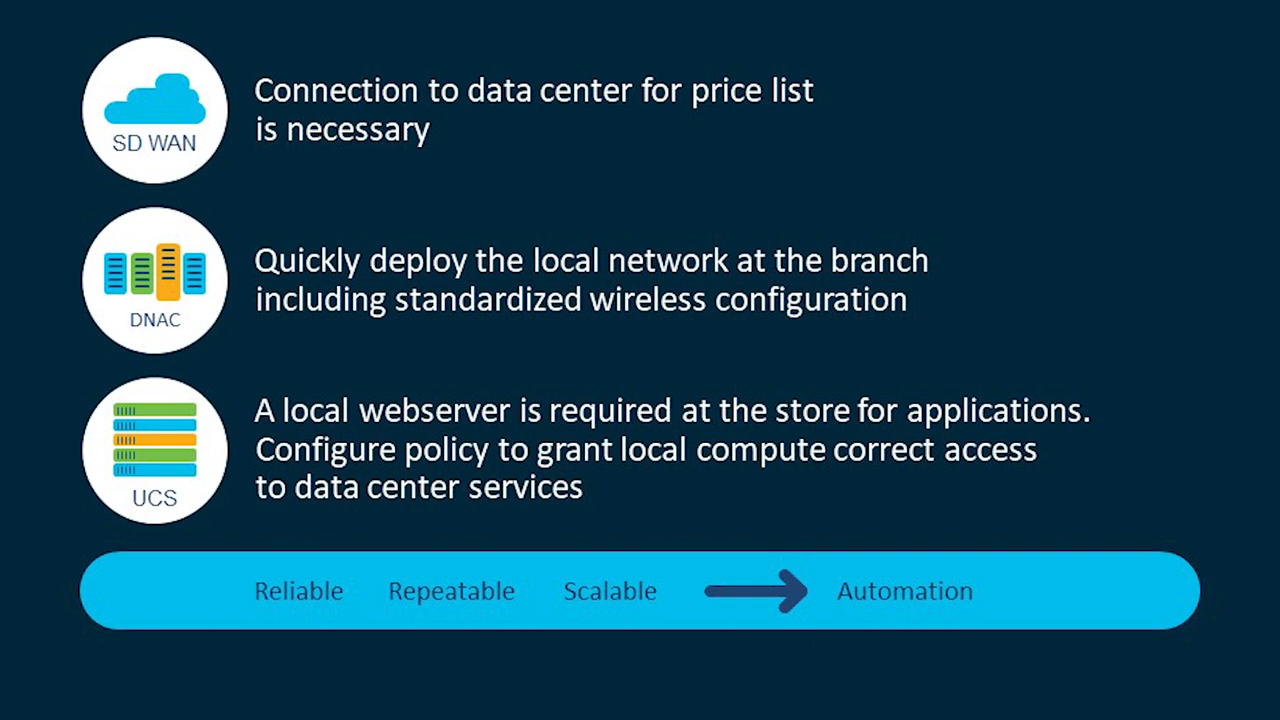 SD WAN
Connection to data center for price list
is necessary
DNAC
Quickly deploy the local network at the branch
including standardized wireless configuration
UCS
A local webserver is required at the store for applications.
Configure policy to grant local compute correct access
to data center services
Reliable Repeatable Scalable Automation